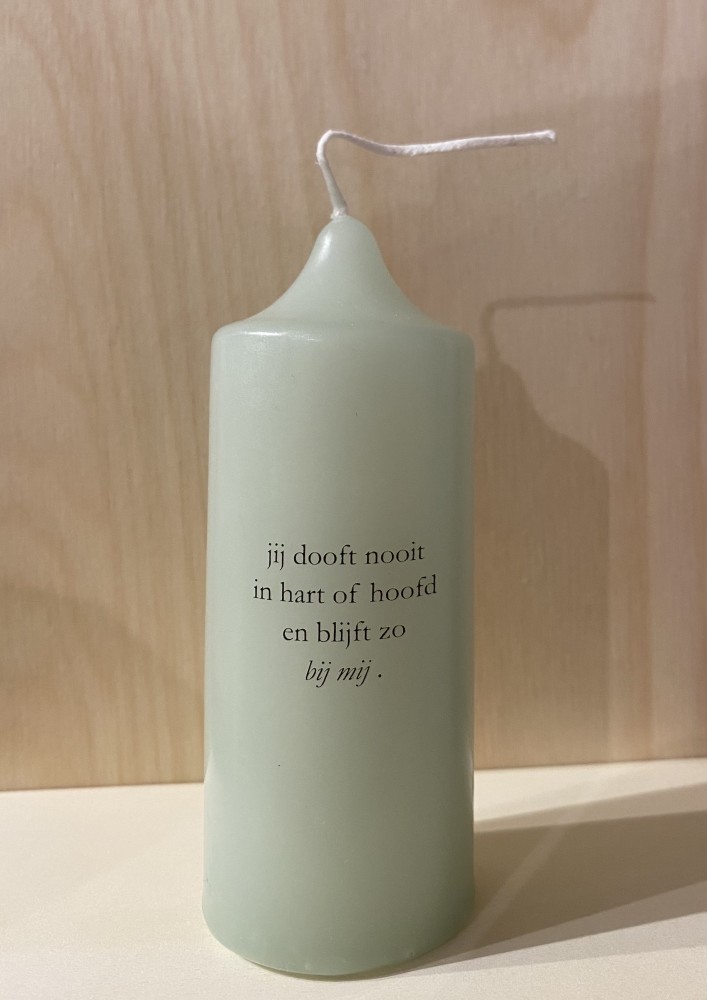 jij dooft nooit
in hart of hoofd
en blijft zo
bij mij .